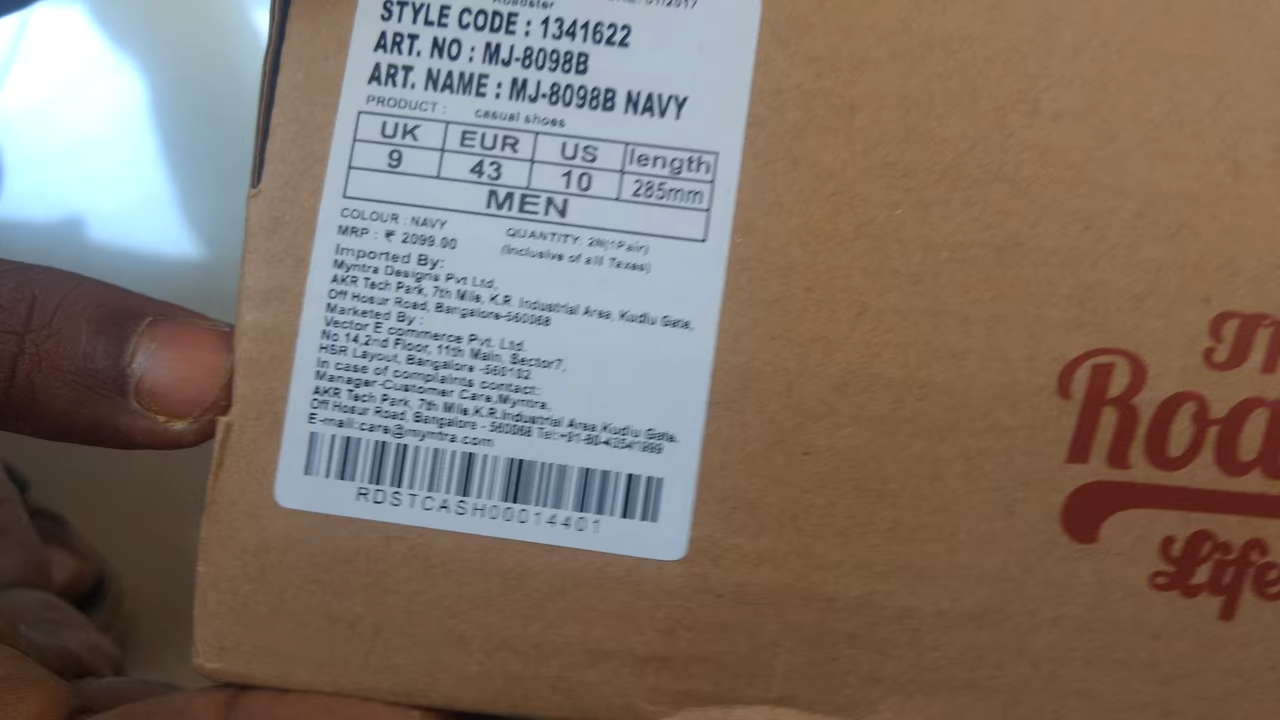 Roadster 01/2017
STYLE CODE : 1341622
ART. NO : MJ-8098B
ART. NAME : MJ-8098B NAVY
PRODUCT : casual shoes
UK EUR US length
9 43 10 285mm
MEN
COLOUR : NAVY QUANTITY: 2N(1Pair)
MRP : ₹ 2099.00 (Inclusive of all Taxes)
Imported By:
Myntra Designs Pvt Ltd,
AKR Tech Park, 7th Mile, K.R. Industrial Area, Kudlu Gate,
Off Hosur Road, Bangalore-560068
Marketed By :
Vector E commerce Pvt. Ltd.
No.14,2nd Floor, 11th Main, Sector7,
HSR Layout, Bangalore -560102
In case of complaints contact:
Manager-Customer Care,Myntra,
AKR Tech Park, 7th Mile,K.R.Industrial Area,Kudlu Gate,
Off Hosur Road, Bangalore - 560068 Tel:+91-80-43541999
E-mail:care@myntra.com
RDSTCASH00014401
Th
Roa
Life